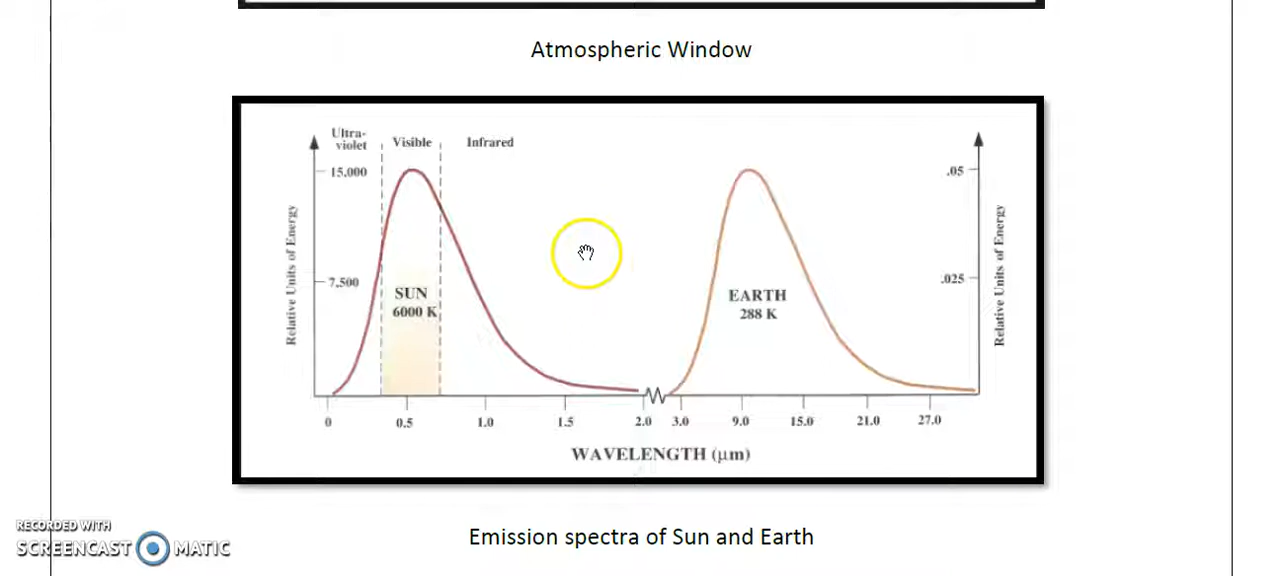 Atmospheric Window
Ultra-
violet
Visible
Infrared
15,000
.05
7,500
.025
Relative Units of Energy
SUN
6000 K
EARTH
288 K
Relative Units of Energy
0 0.5 1.0 1.5 2.0 3.0 9.0 15.0 21.0 27.0
WAVELENGTH (µm)
RECORDED WITH
SCREENCAST MATIC
Emission spectra of Sun and Earth